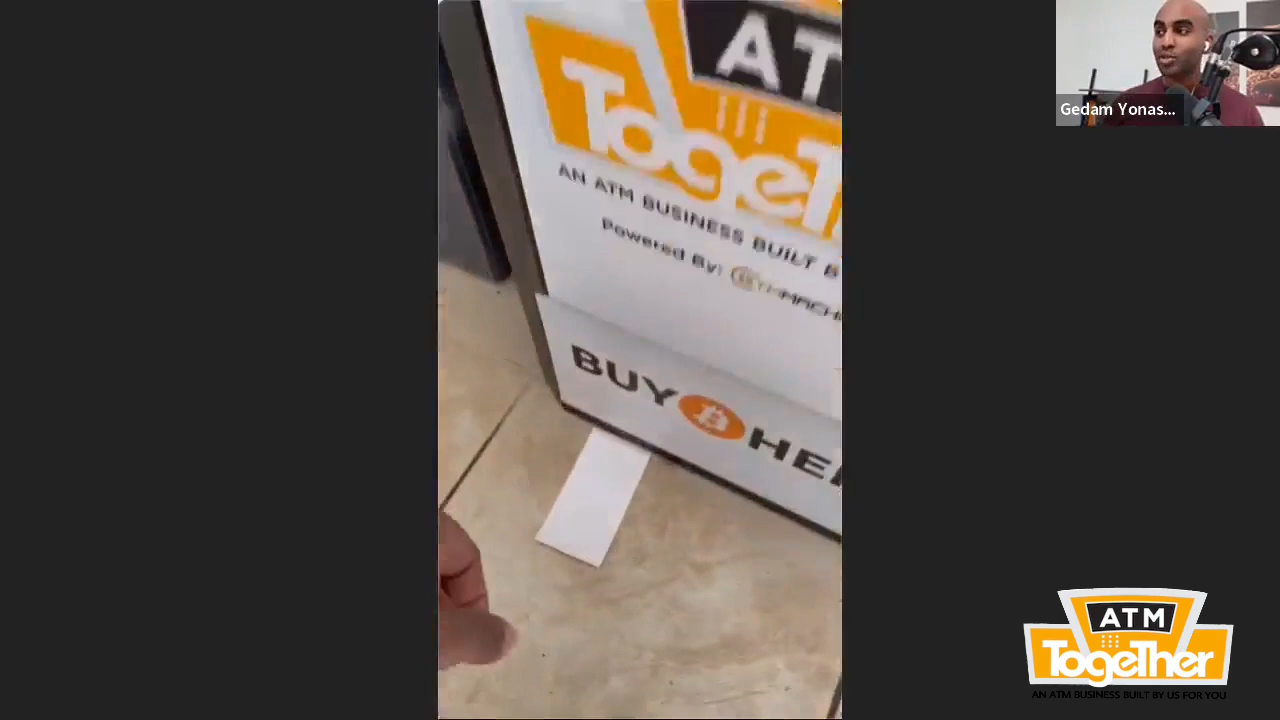 ATM
Together
AN ATM BUSINESS BUILT B
Powered By:
BUY HE
Gedam Yonas...
ATM
Together
AN ATM BUSINESS BUILT BY US FOR YOU